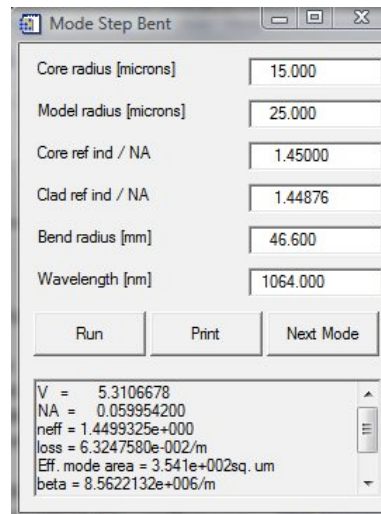 Mode Step Bent
Core radius [microns] 15.000
Model radius [microns] 25.000
Core ref ind / NA 1.45000
Clad ref ind / NA 1.44876
Bend radius [mm] 46.600
Wavelength [nm] 1064.000
Run Print Next Mode
V = 5.3106678
NA = 0.059954200
neff = 1.4499325e+000
loss = 6.3247580e-002/m
Eff. mode area = 3.541e+002sq. um
beta = 8.5622132e+006/m